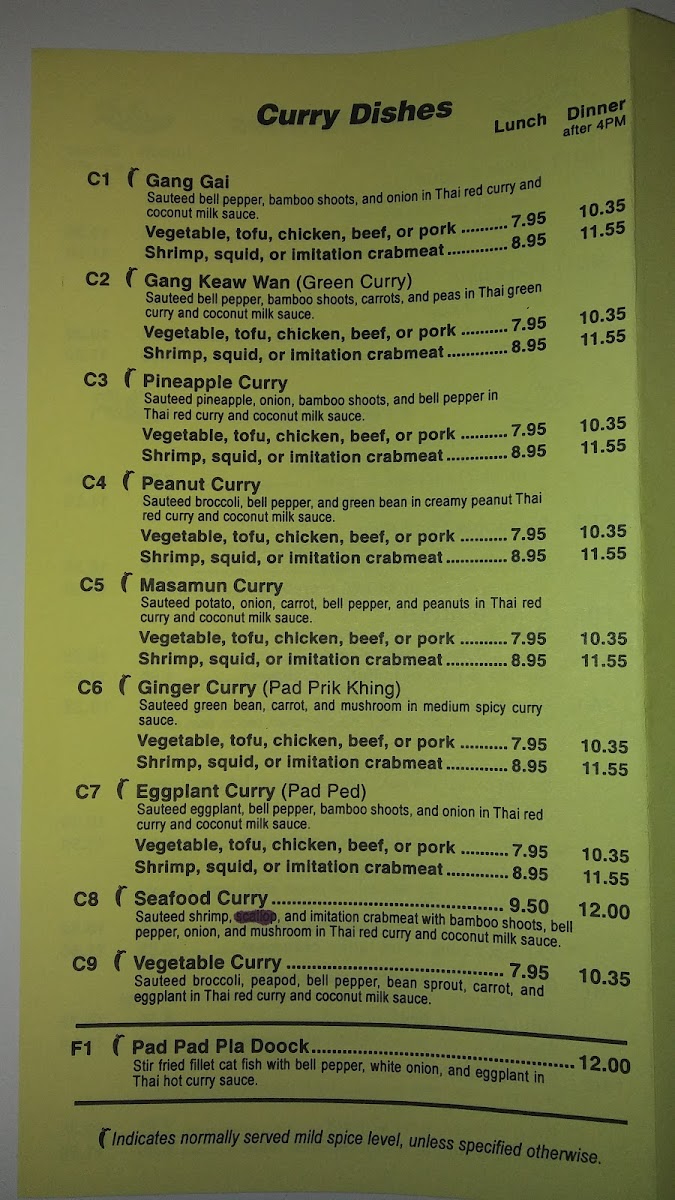 Curry Dishes Lunch Dinner
after 4PM
C1 Gang Gai
Sauteed bell pepper, bamboo shoots, and onion in Thai red curry and
coconut milk sauce.
Vegetable, tofu, chicken, beef, or pork .......... 7.95 10.35
Shrimp, squid, or imitation crabmeat ............. 8.95 11.55
C2 Gang Keaw Wan (Green Curry)
Sauteed bell pepper, bamboo shoots, carrots, and peas in Thai green
curry and coconut milk sauce.
Vegetable, tofu, chicken, beef, or pork .......... 7.95 10.35
Shrimp, squid, or imitation crabmeat ............. 8.95 11.55
C3 Pineapple Curry
Sauteed pineapple, onion, bamboo shoots, and bell pepper in
Thai red curry and coconut milk sauce.
Vegetable, tofu, chicken, beef, or pork .......... 7.95 10.35
Shrimp, squid, or imitation crabmeat ............. 8.95 11.55
C4 Peanut Curry
Sauteed broccoli, bell pepper, and green bean in creamy peanut Thai
red curry and coconut milk sauce.
Vegetable, tofu, chicken, beef, or pork .......... 7.95 10.35
Shrimp, squid, or imitation crabmeat ............. 8.95 11.55
C5 Masamun Curry
Sauteed potato, onion, carrot, bell pepper, and peanuts in Thai red
curry and coconut milk sauce.
Vegetable, tofu, chicken, beef, or pork .......... 7.95 10.35
Shrimp, squid, or imitation crabmeat ............. 8.95 11.55
C6 Ginger Curry (Pad Prik Khing)
Sauteed green bean, carrot, and mushroom in medium spicy curry
sauce.
Vegetable, tofu, chicken, beef, or pork .......... 7.95 10.35
Shrimp, squid, or imitation crabmeat ............. 8.95 11.55
C7 Eggplant Curry (Pad Ped)
Sauteed eggplant, bell pepper, bamboo shoots, and onion in Thai red
curry and coconut milk sauce.
Vegetable, tofu, chicken, beef, or pork .......... 7.95 10.35
Shrimp, squid, or imitation crabmeat ............. 8.95 11.55
C8 Seafood Curry ...................................... 9.50 12.00
Sauteed shrimp, scallop, and imitation crabmeat with bamboo shoots, bell
pepper, onion, and mushroom in Thai red curry and coconut milk sauce.
C9 Vegetable Curry ................................... 7.95 10.35
Sauteed broccoli, peapod, bell pepper, bean sprout, carrot, and
eggplant in Thai red curry and coconut milk sauce.
F1 Pad Pad Pla Doock ............................................ 12.00
Stir fried fillet cat fish with bell pepper, white onion, and eggplant in
Thai hot curry sauce.
Indicates normally served mild spice level, unless specified otherwise.